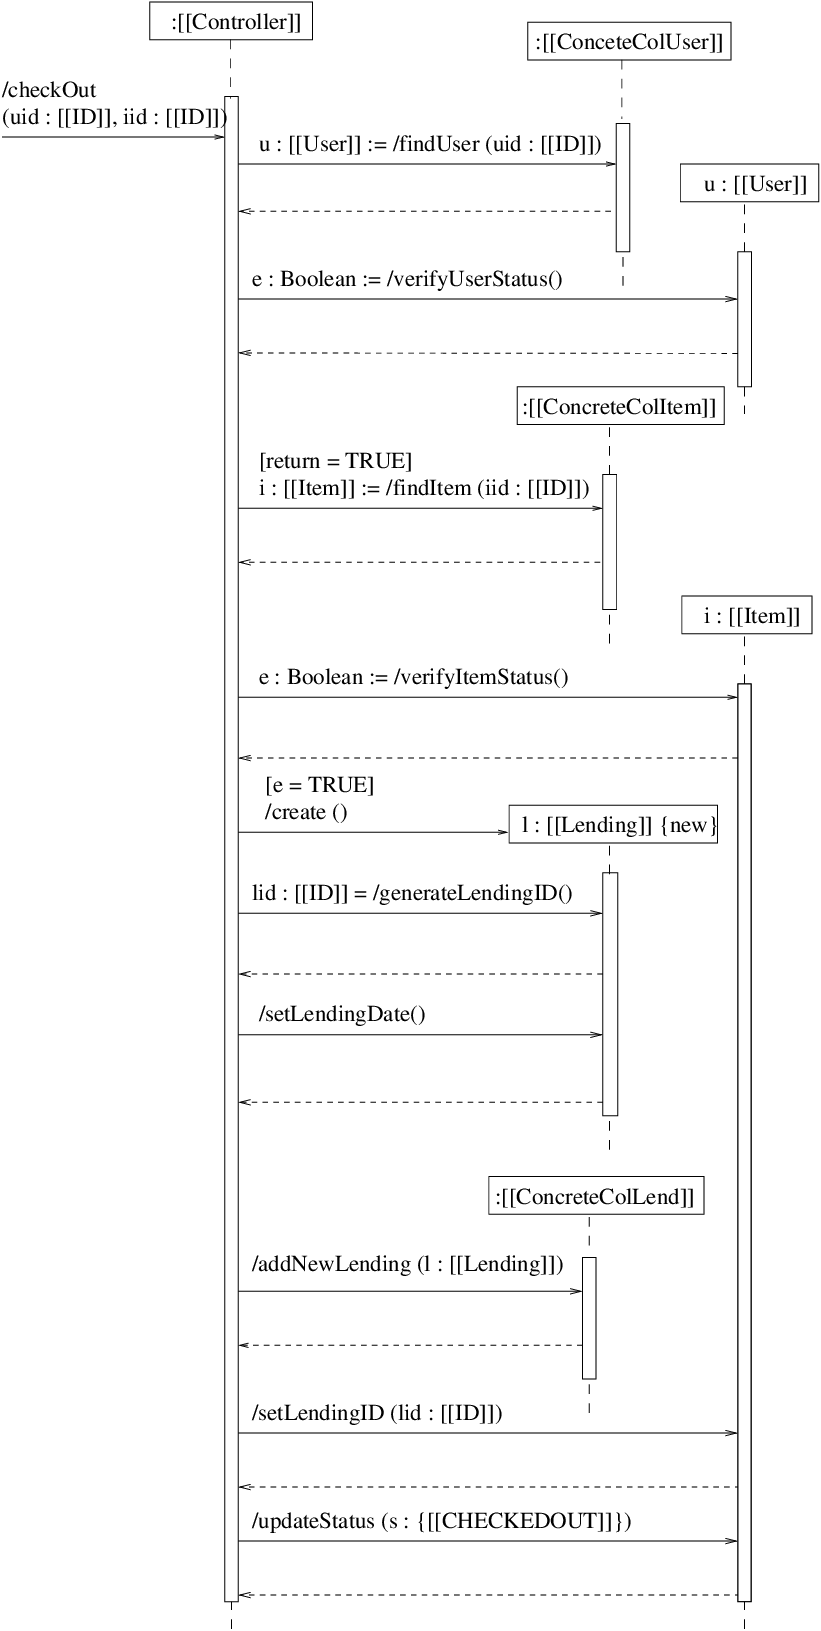 :[[Controller]]
:[[ConceteColUser]]
/checkOut
(uid : [[ID]], iid : [[ID]])
u : [[User]] := /findUser (uid : [[ID]])
u : [[User]]
e : Boolean := /verifyUserStatus()
:[[ConcreteColItem]]
[return = TRUE]
i : [[Item]] := /findItem (iid : [[ID]])
i : [[Item]]
e : Boolean := /verifyItemStatus()
[e = TRUE]
/create ()
l : [[Lending]] {new}
lid : [[ID]] = /generateLendingID()
/setLendingDate()
:[[ConcreteColLend]]
/addNewLending (l : [[Lending]])
/setLendingID (lid : [[ID]])
/updateStatus (s : {[[CHECKEDOUT]]})